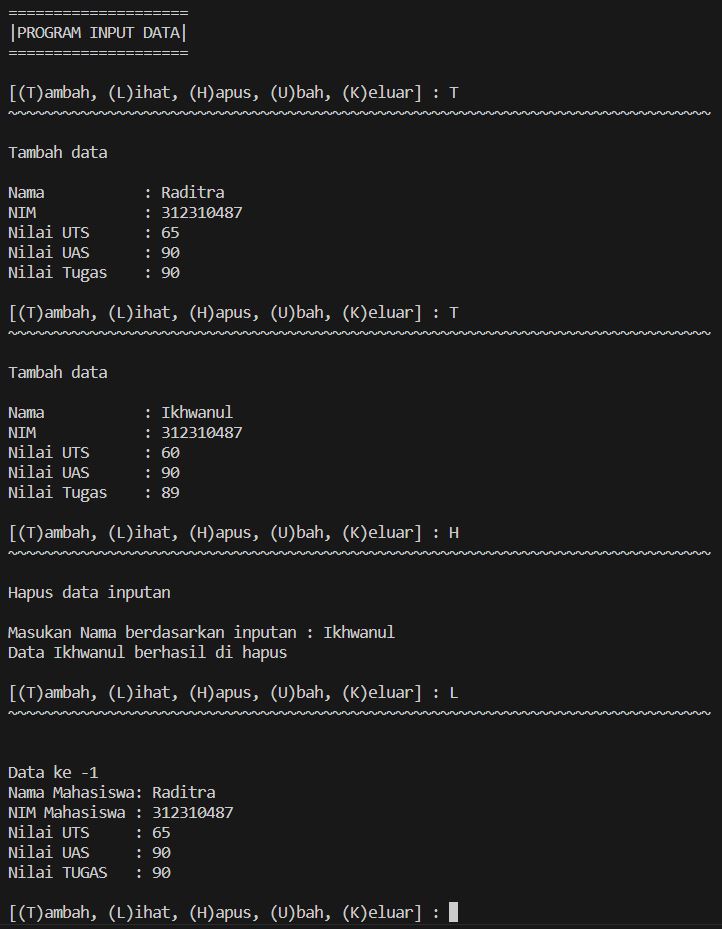 ====================
|PROGRAM INPUT DATA|
====================
[(T)ambah, (L)ihat, (H)apus, (U)bah, (K)eluar] : T
~~~~~~~~~~~~~~~~~~~~~~~~~~~~~~~~~~~~~~~~~~~~~~~~~~~~~~~~~~~~~~~~~~~~~~~~~~~~~~
Tambah data
Nama           : Raditra
NIM            : 312310487
Nilai UTS      : 65
Nilai UAS      : 90
Nilai Tugas    : 90
[(T)ambah, (L)ihat, (H)apus, (U)bah, (K)eluar] : T
~~~~~~~~~~~~~~~~~~~~~~~~~~~~~~~~~~~~~~~~~~~~~~~~~~~~~~~~~~~~~~~~~~~~~~~~~~~~~~
Tambah data
Nama           : Ikhwanul
NIM            : 312310487
Nilai UTS      : 60
Nilai UAS      : 90
Nilai Tugas    : 89
[(T)ambah, (L)ihat, (H)apus, (U)bah, (K)eluar] : H
~~~~~~~~~~~~~~~~~~~~~~~~~~~~~~~~~~~~~~~~~~~~~~~~~~~~~~~~~~~~~~~~~~~~~~~~~~~~~~
Hapus data inputan
Masukan Nama berdasarkan inputan : Ikhwanul
Data Ikhwanul berhasil di hapus
[(T)ambah, (L)ihat, (H)apus, (U)bah, (K)eluar] : L
~~~~~~~~~~~~~~~~~~~~~~~~~~~~~~~~~~~~~~~~~~~~~~~~~~~~~~~~~~~~~~~~~~~~~~~~~~~~~~
Data ke -1
Nama Mahasiswa: Raditra
NIM Mahasiswa : 312310487
Nilai UTS     : 65
Nilai UAS     : 90
Nilai TUGAS   : 90
[(T)ambah, (L)ihat, (H)apus, (U)bah, (K)eluar] :